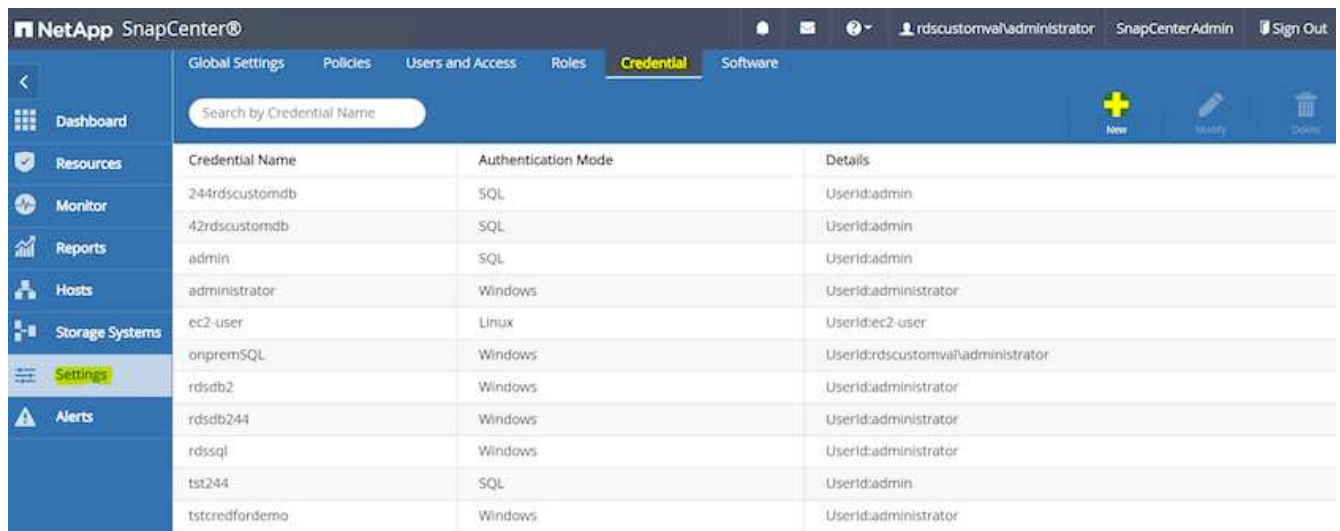 NetApp SnapCenter® rdscustomval\administrator SnapCenterAdmin Sign Out
Global Settings Policies Users and Access Roles Credential Software
Search by Credential Name
New Modify Delete
Dashboard
Resources
Monitor
Reports
Hosts
Storage Systems
Settings
Alerts
Credential Name Authentication Mode Details
244rdscustomdb SQL UserId:admin
42rdscustomdb SQL UserId:admin
admin SQL UserId:admin
administrator Windows UserId:administrator
ec2-user Linux UserId:ec2-user
onpremSQL Windows UserId:rdscustomval\administrator
rdsdb2 Windows UserId:administrator
rdsdb244 Windows UserId:administrator
rdssql Windows UserId:administrator
tst244 SQL UserId:admin
tstcredfordemo Windows UserId:administrator